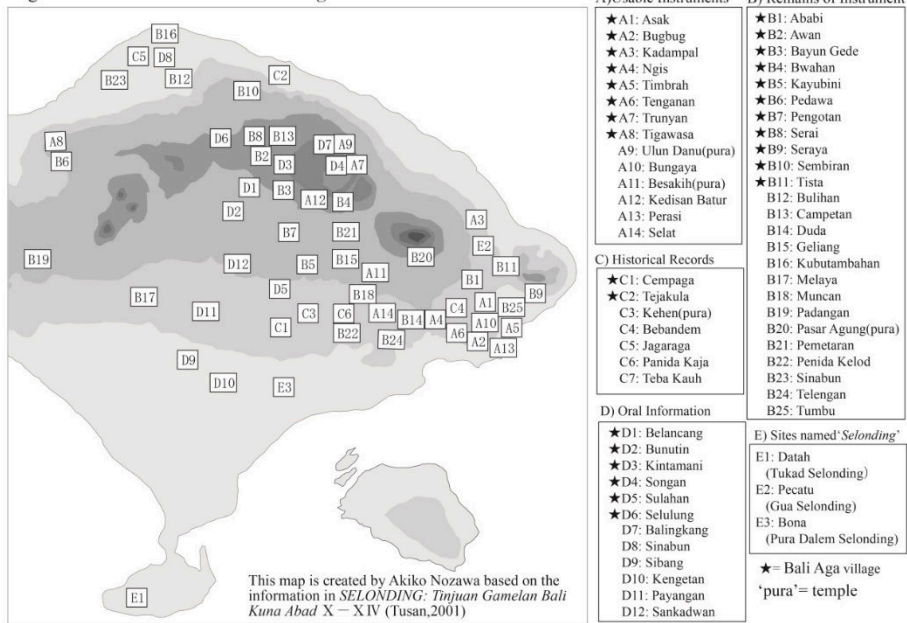 A)Usable Instruments
★A1: Asak
★A2: Bugbug
★A3: Kadampal
★A4: Ngis
★A5: Timbrah
★A6: Tenganan
★A7: Trunyan
★A8: Tigawasa
A9: Ulun Danu(pura)
A10: Bungaya
A11: Besakih(pura)
A12: Kedisan Batur
A13: Perasi
A14: Selat
B) Remains of Instrument
★B1: Ababi
★B2: Awan
★B3: Bayun Gede
★B4: Bwahan
★B5: Kayubini
★B6: Pedawa
★B7: Pengotan
★B8: Serai
★B9: Seraya
★B10: Sembiran
★B11: Tista
B12: Bulihan
B13: Campetan
B14: Duda
B15: Geliang
B16: Kubutambahan
B17: Melaya
B18: Muncan
B19: Padangan
B20: Pasar Agung(pura)
B21: Pemetaran
B22: Penida Kelod
B23: Sinabun
B24: Telengan
B25: Tumbu
C) Historical Records
★C1: Cempaga
★C2: Tejakula
C3: Kehen(pura)
C4: Bebandem
C5: Jagaraga
C6: Panida Kaja
C7: Teba Kauh
D) Oral Information
★D1: Belancang
★D2: Bunutin
★D3: Kintamani
★D4: Songan
★D5: Sulahan
★D6: Selulung
D7: Balingkang
D8: Sinabun
D9: Sibang
D10: Kengetan
D11: Payangan
D12: Sankadwan
E) Sites named'Selonding'
E1: Datah
(Tukad Selonding)
E2: Pecatu
(Gua Selonding)
E3: Bona
(Pura Dalem Selonding)
★= Bali Aga village
'pura'= temple
B16
C5 D8
B23 B12 C2
B10
A8 D6 B8 B13 D7 A9
B6 B2 D3 D4 A7
D1 B3 A12 B4
D2 A3
B7 B21 E2
B19 D12 B5 B15 B20 B11
A11 B1
B17 D5 B18 B9
D11 C3 C6 A14 C4 A1 B25
C1 B22 B14 A4 A6 A10 A5
B24 A2 A13
D9
D10 E3
E1
This map is created by Akiko Nozawa based on the
information in SELONDING: Tinjuan Gamelan Bali
Kuna Abad X－XIV (Tusan,2001)